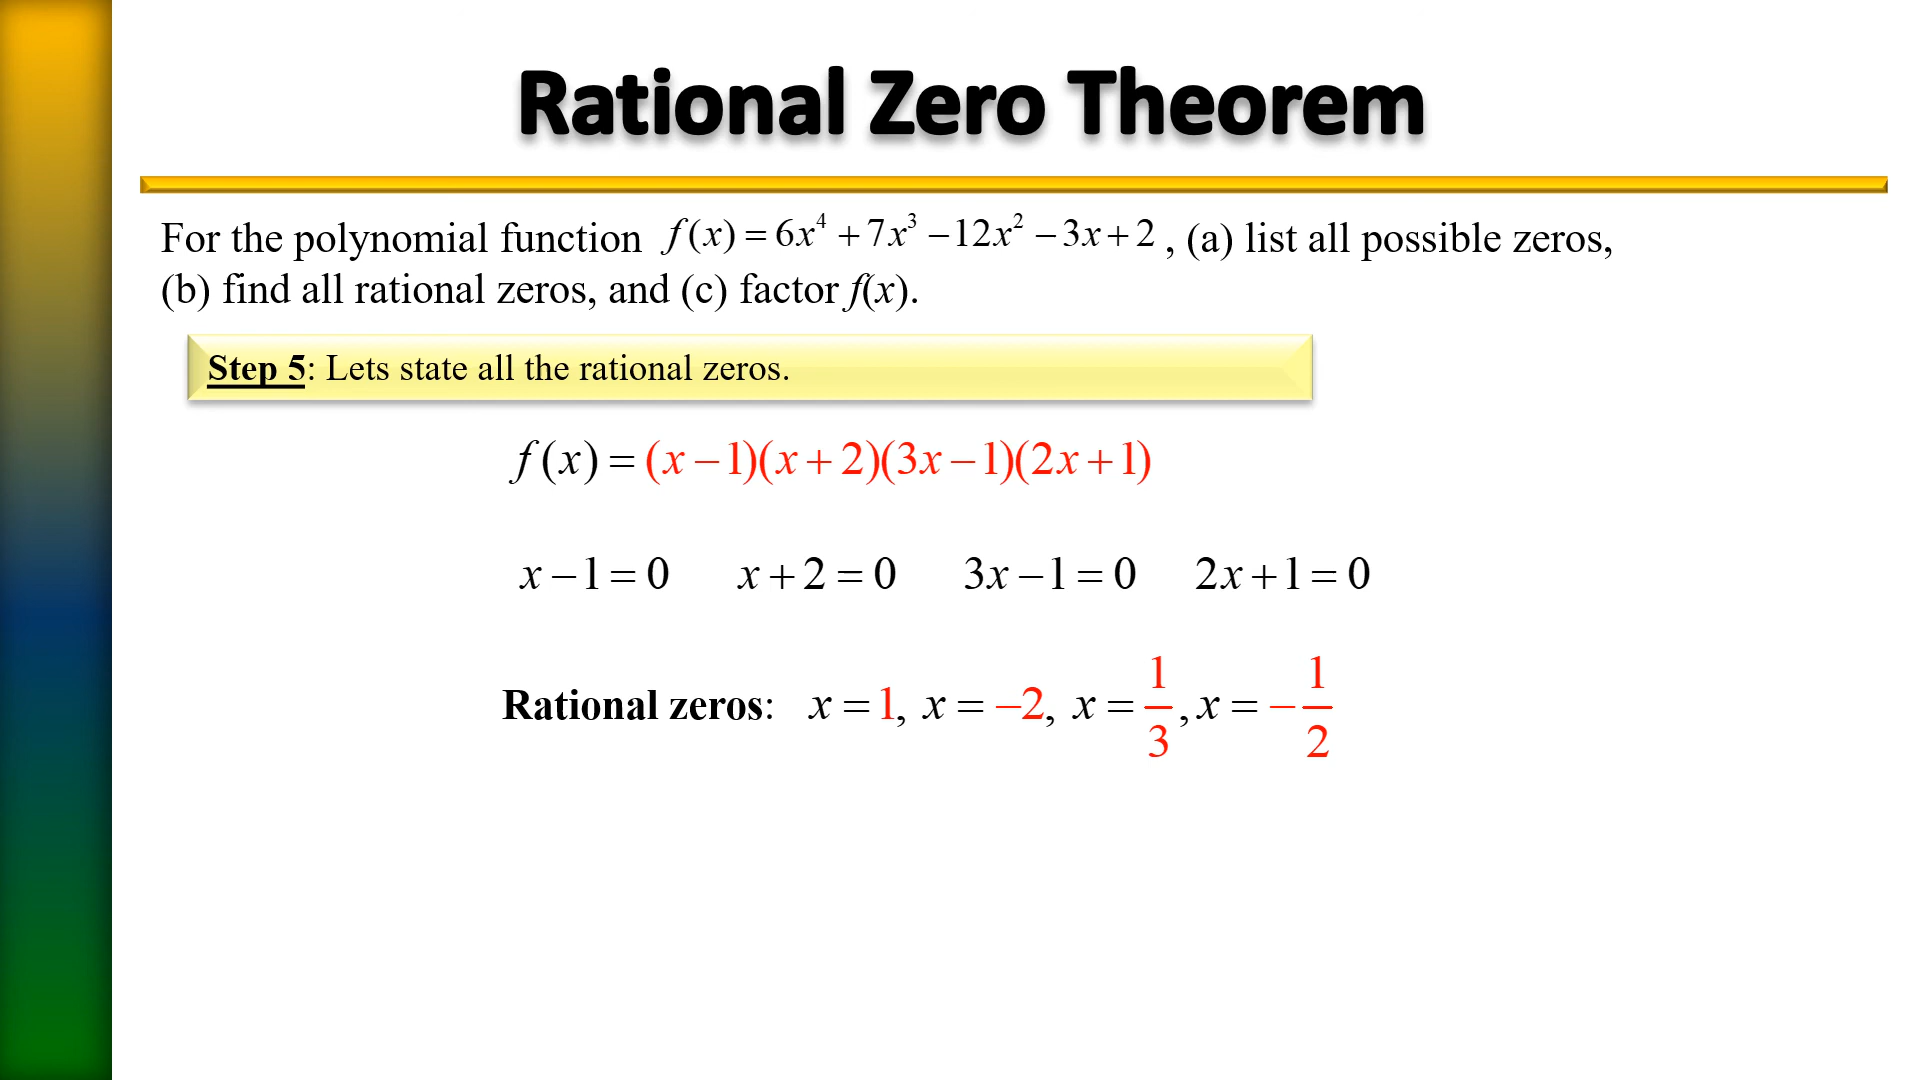 Rational Zero Theorem
For the polynomial function f(x) = 6x⁴ + 7x³ − 12x² − 3x + 2 , (a) list all possible zeros,
(b) find all rational zeros, and (c) factor f(x).
Step 5: Lets state all the rational zeros.
f(x) = (x − 1)(x + 2)(3x − 1)(2x + 1)
x − 1 = 0 x + 2 = 0 3x − 1 = 0 2x + 1 = 0
Rational zeros: x = 1, x = −2, x = 1/3, x = −1/2